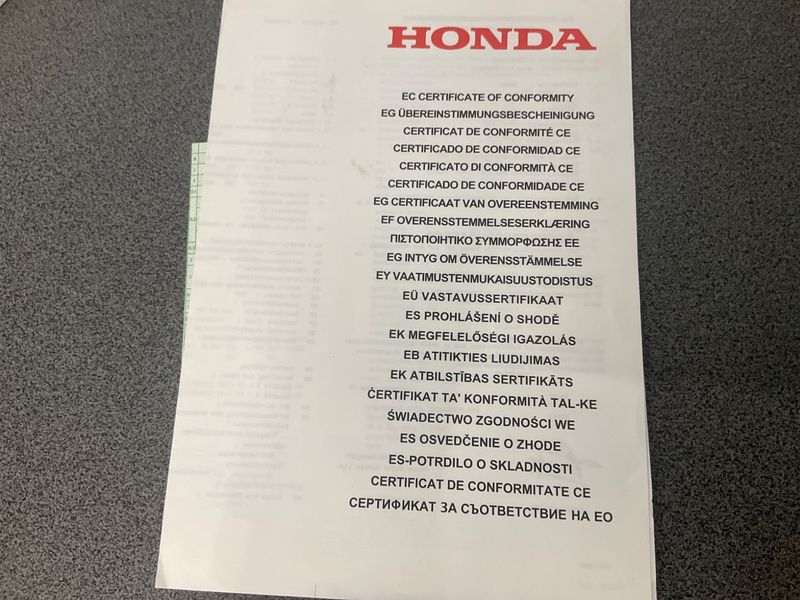 HONDA
EC CERTIFICATE OF CONFORMITY
EG ÜBEREINSTIMMUNGSBESCHEINIGUNG
CERTIFICAT DE CONFORMITÉ CE
CERTIFICADO DE CONFORMIDAD CE
CERTIFICATO DI CONFORMITÀ CE
CERTIFICADO DE CONFORMIDADE CE
EG CERTIFICAAT VAN OVEREENSTEMMING
EF OVERENSSTEMMELSESERKLÆRING
ΠΙΣΤΟΠΟΙΗΤΙΚΟ ΣΥΜΜΟΡΦΩΣΗΣ ΕΕ
EG INTYG OM ÖVERENSSTÄMMELSE
EY VAATIMUSTENMUKAISUUSTODISTUS
EÜ VASTAVUSSERTIFIKAAT
ES PROHLÁŠENÍ O SHODĚ
EK MEGFELELŐSÉGI IGAZOLÁS
EB ATITIKTIES LIUDIJIMAS
EK ATBILSTĪBAS SERTIFIKĀTS
ĊERTIFIKAT TA' KONFORMITÀ TAL-KE
ŚWIADECTWO ZGODNOŚCI WE
ES OSVEDČENIE O ZHODE
ES-POTRDILO O SKLADNOSTI
CERTIFICAT DE CONFORMITATE CE
СЕРТИФИКАТ ЗА СЪОТВЕТСТВИЕ НА ЕО